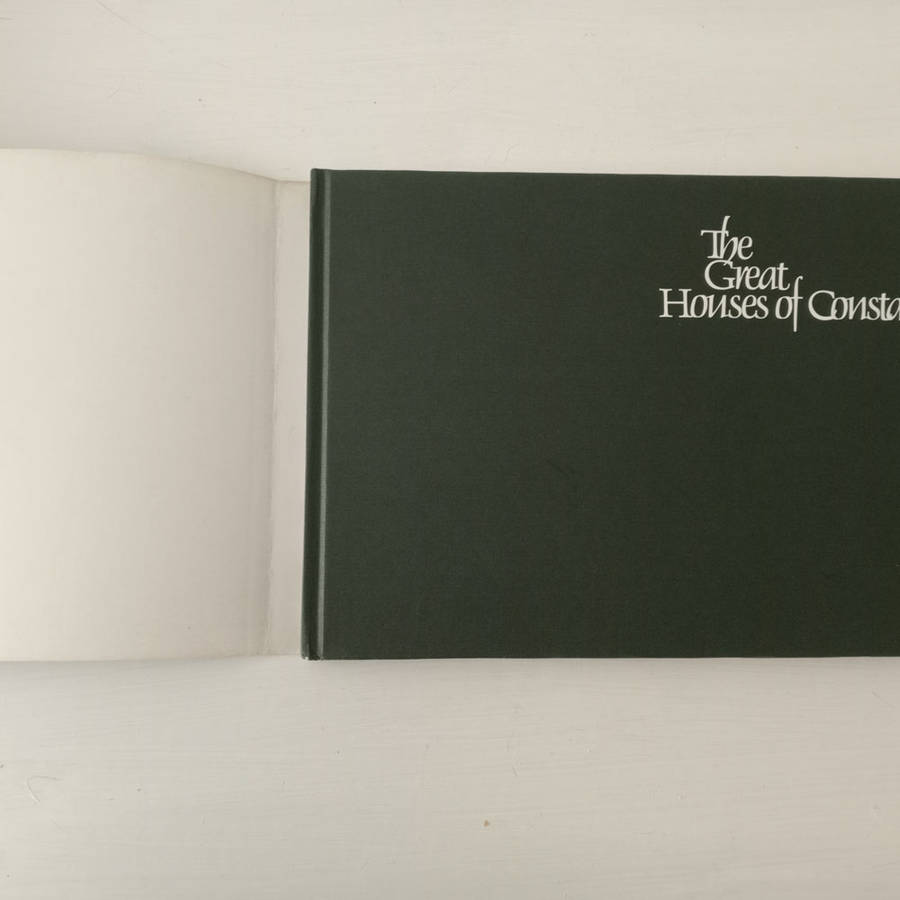 The
Great
Houses of Consta